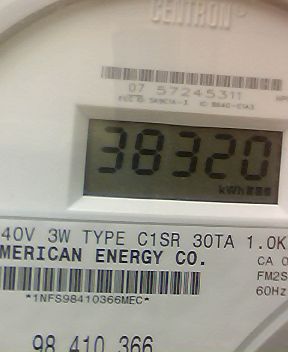 CENTRON®
07 57245311
38320
kWh
40V 3W TYPE C1SR 30TA 1.0K
MERICAN ENERGY CO.
CA 0
FM2S
60Hz
*1NFS98410366MEC*
98 410 366